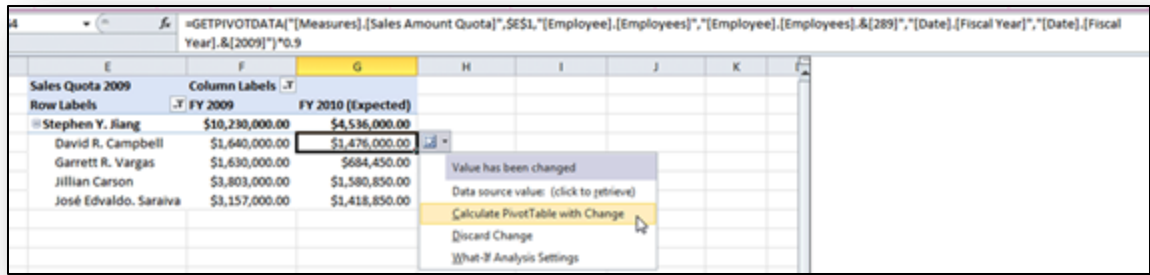 4 fx =GETPIVOTDATA("[Measures].[Sales Amount Quota]",$E$1,"[Employee].[Employees]","[Employee].[Employees].&[289]","[Date].[Fiscal Year]","[Date].[Fiscal
Year].&[2009]")*0.9
E F G H I J K
Sales Quota 2009 Column Labels
Row Labels FY 2009 FY 2010 (Expected)
Stephen Y. Jiang $10,230,000.00 $4,536,000.00
David R. Campbell $1,640,000.00 $1,476,000.00
Garrett R. Vargas $1,630,000.00 $684,450.00
Jillian Carson $3,803,000.00 $1,580,850.00
José Edvaldo. Saraiva $3,157,000.00 $1,418,850.00
Value has been changed
Data source value: (click to retrieve)
Calculate PivotTable with Change
Discard Change
What-If Analysis Settings